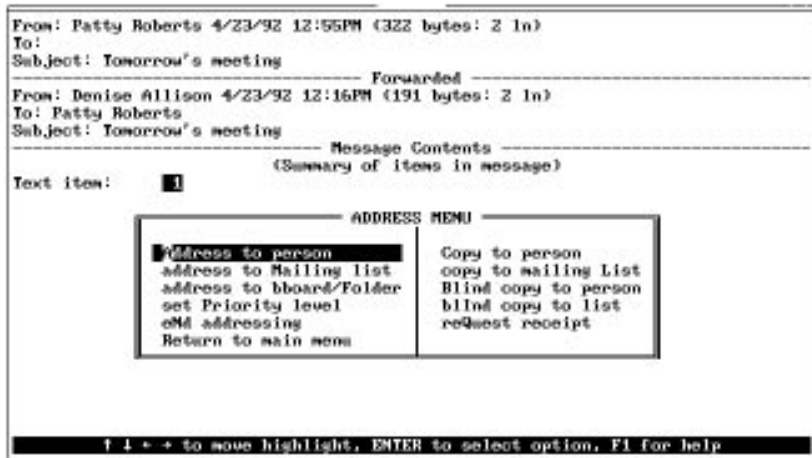 From: Patty Roberts 4/23/92 12:55PM (322 bytes: 2 ln)
To:
Subject: Tomorrow's meeting
Forwarded
From: Denise Allison 4/23/92 12:16PM (191 bytes: 2 ln)
To: Patty Roberts
Subject: Tomorrow's meeting
Message Contents
(Summary of items in message)
Text item: 1
ADDRESS MENU
Address to person Copy to person
address to Mailing list copy to mailing List
address to bboard/Folder Blind copy to person
set Priority level blInd copy to list
eNd addressing reQuest receipt
Return to main menu
↑ ↓ ← → to move highlight, ENTER to select option, F1 for help